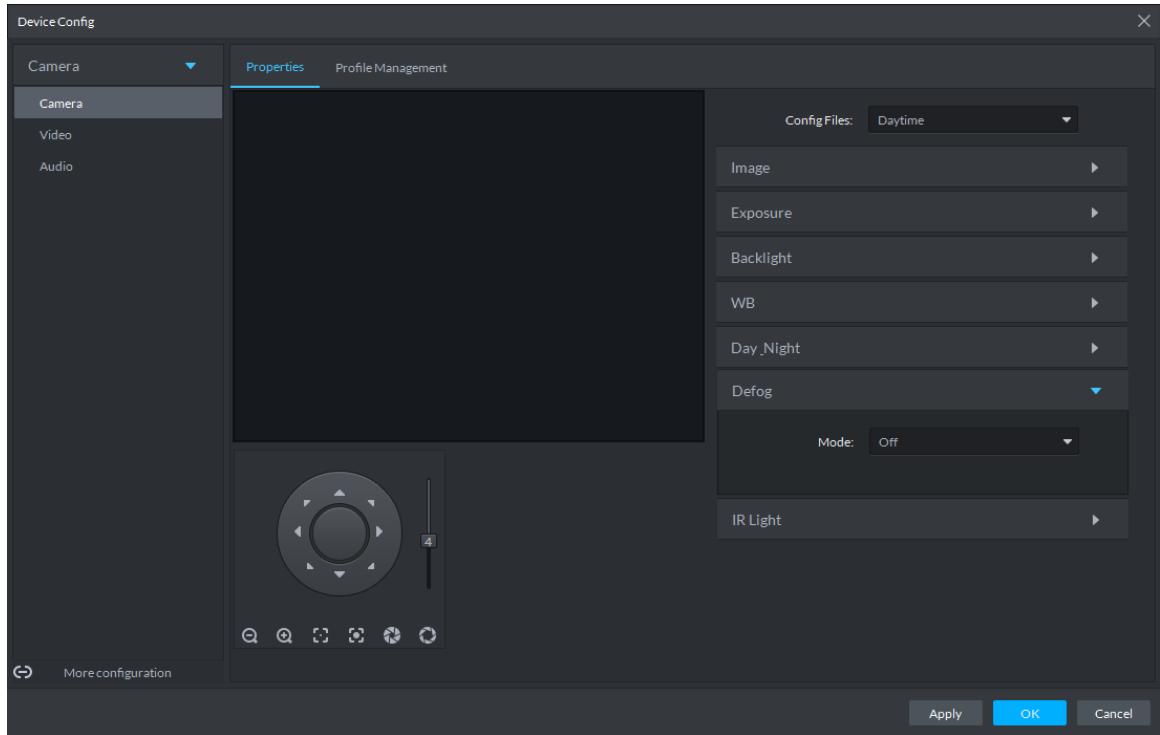 Device Config
Camera
Camera
Video
Audio
More configuration
Properties
Profile Management
Config Files: Daytime
Image
Exposure
Backlight
WB
Day_Night
Defog
Mode: Off
IR Light
4
Apply
OK
Cancel